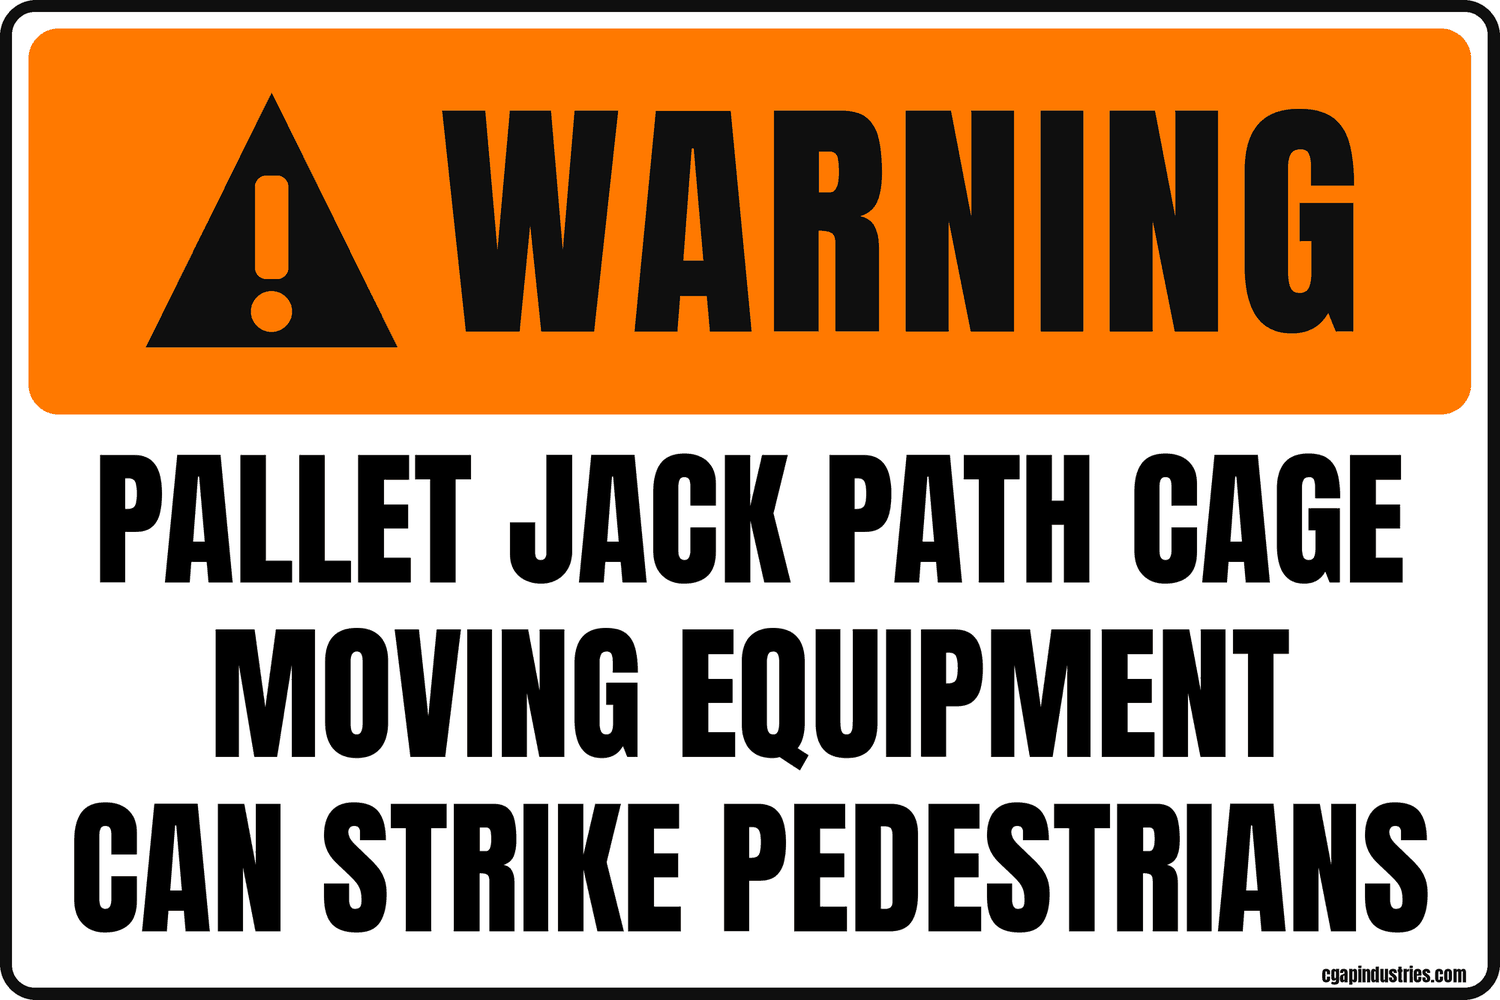 WARNING
PALLET JACK PATH CAGE
MOVING EQUIPMENT
CAN STRIKE PEDESTRIANS
cgapindustries.com